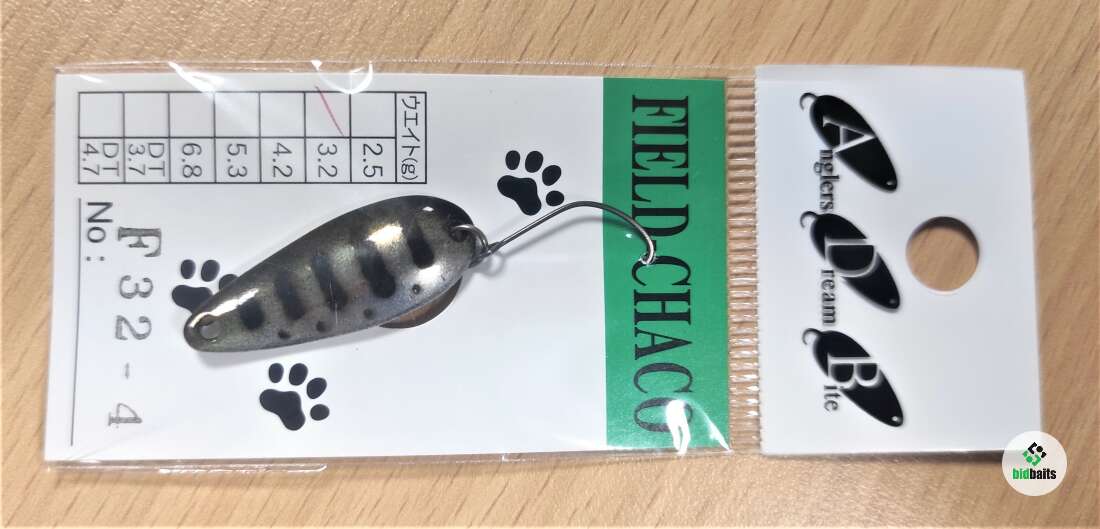 Anglers
Dream
Bite
FIELD-CHACO
ウエイト(g)
2.5
3.2
4.2
5.3
6.8
DT
3.7
DT
4.7
No:
F32-4
bidbaits